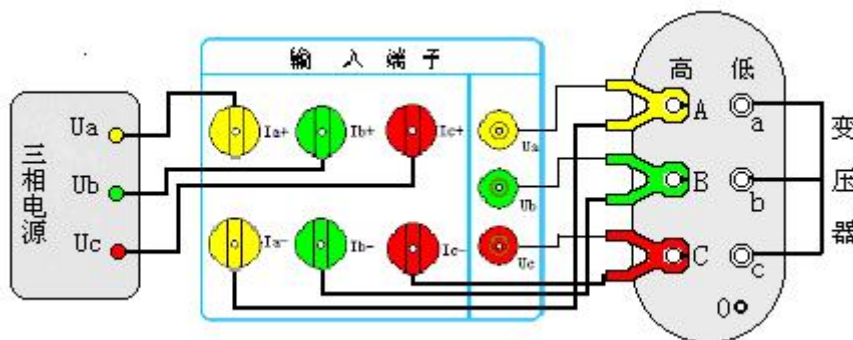 三相电源
Ua
Ub
Uc
输入端子
Ia+
Ib+
Ic+
Ua
Ub
Ia-
Ib-
Ic-
Uc
高 低
A a
B b
C c
0
变压器